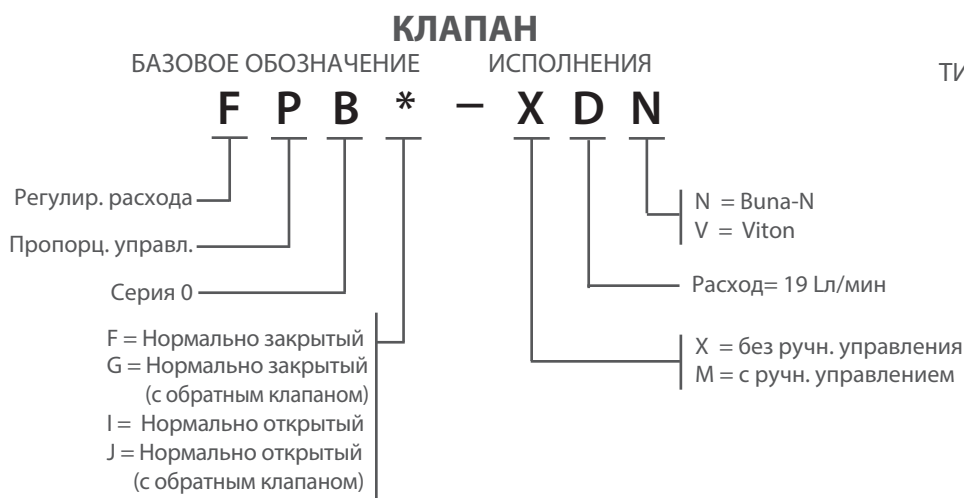 КЛАПАН
БАЗОВОЕ ОБОЗНАЧЕНИЕ ИСПОЛНЕНИЯ
ТИ
F P B * – X D N
Регулир. расхода
Пропорц. управл.
Серия 0
F = Нормально закрытый
G = Нормально закрытый
(с обратным клапаном)
I = Нормально открытый
J = Нормально открытый
(с обратным клапаном)
N = Buna-N
V = Viton
Расход= 19 Lл/мин
X = без ручн. управления
M = с ручн. управлением